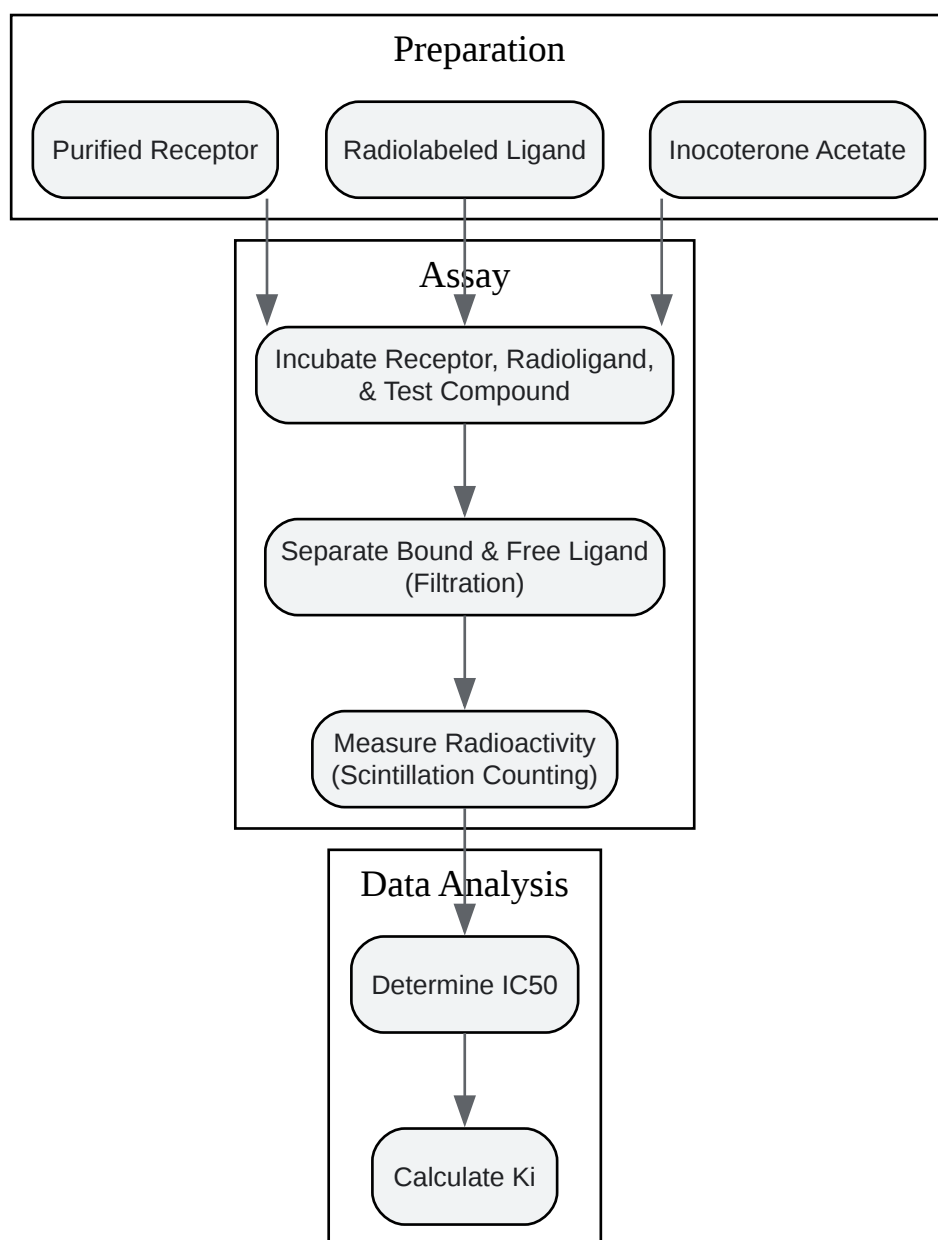 Preparation
Purified Receptor
Radiolabeled Ligand
Inocoterone Acetate
Assay
Incubate Receptor, Radioligand,
& Test Compound
Separate Bound & Free Ligand
(Filtration)
Measure Radioactivity
(Scintillation Counting)
Data Analysis
Determine IC50
Calculate Ki